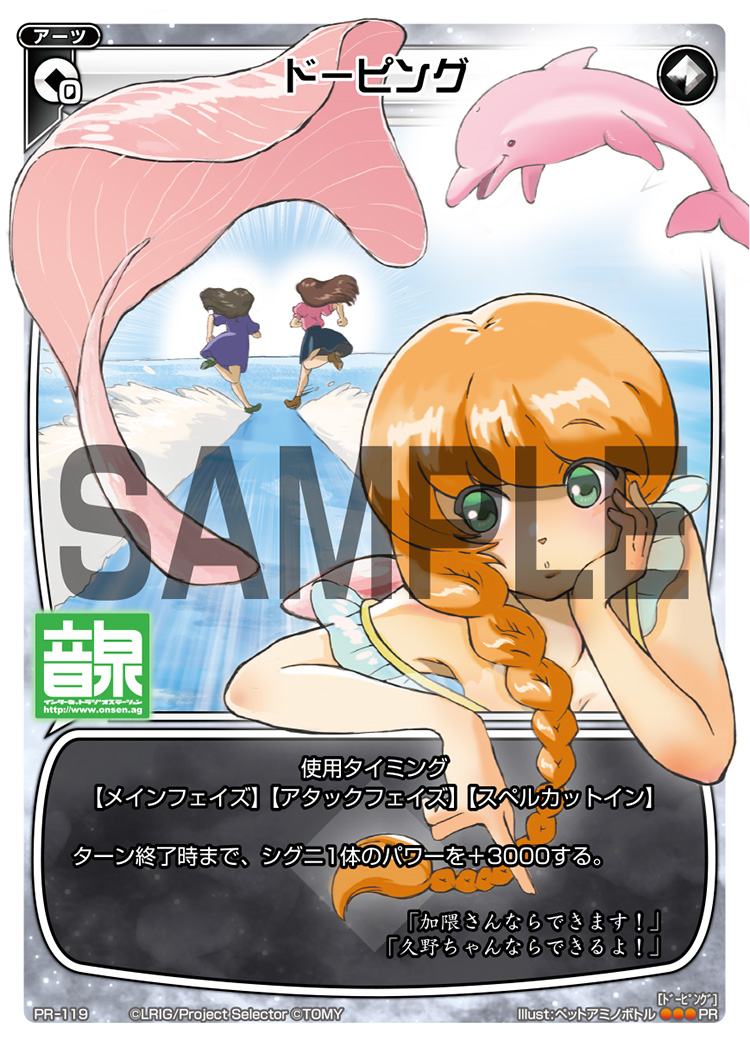 アーツ
ドーピング
0
SAMPLE
音泉
インターネットラジオステーション
http://www.onsen.ag
使用タイミング
【メインフェイズ】【アタックフェイズ】【スペルカットイン】
ターン終了時まで、シグニ1体のパワーを＋3000する。
「加隈さんならできます！」
「久野ちゃんならできるよ！」
[ﾄﾞｰﾋﾟﾝｸﾞ]
PR-119 ©LRIG/Project Selector ©TOMY Illust:ペットアミノボトル PR